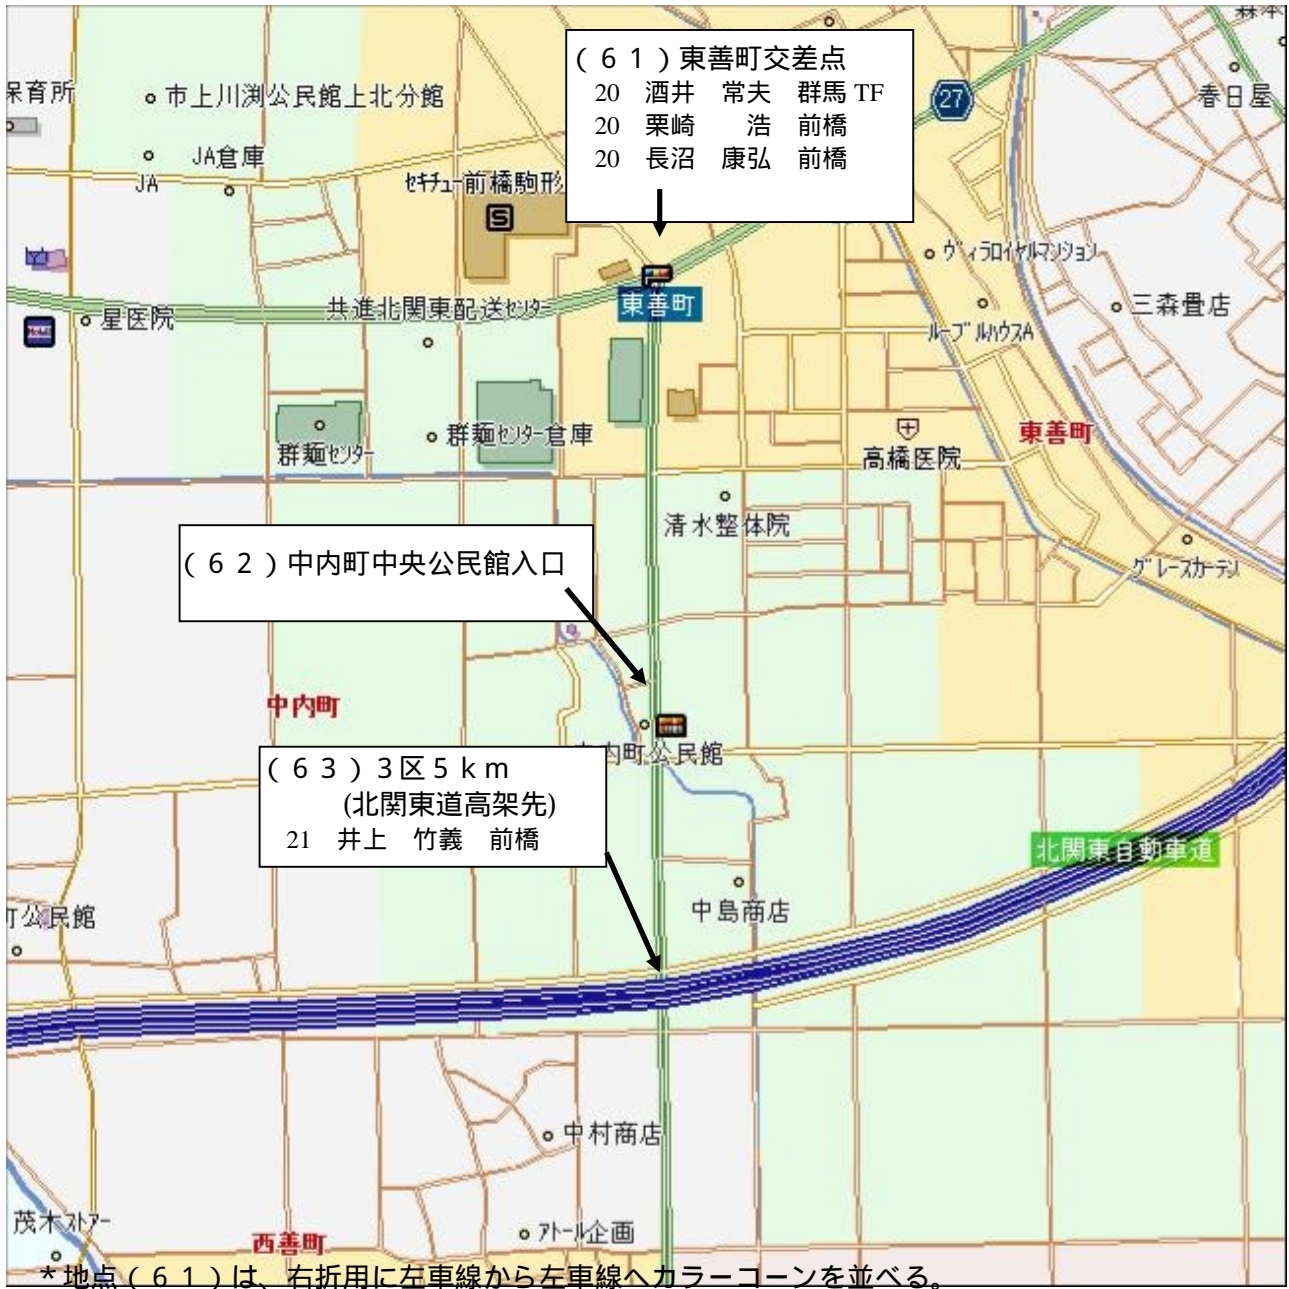 (61)東善町交差点
20 酒井 常夫 群馬TF
20 栗崎 浩 前橋
20 長沼 康弘 前橋
27
春日屋
保育所
市上川渕公民館上北分館
JA倉庫
JA
セキチュー前橋駒形
S
ヴィラロイヤルマンション
東善町
共進北関東配送センター
星医院
三森畳店
ルーブルハウスA
群麺センター
群麺センター倉庫
高橋医院
東善町
清水整体院
(62)中内町中央公民館入口
グレースカーテン
中内町
中内町公民館
(63)3区5km
(北関東道高架先)
21 井上 竹義 前橋
北関東自動車道
町公民館
中島商店
中村商店
茂木ストアー
西善町
アトール企画
*地点(61)は、右折用に左車線から左車線へカラーコーンを並べる。